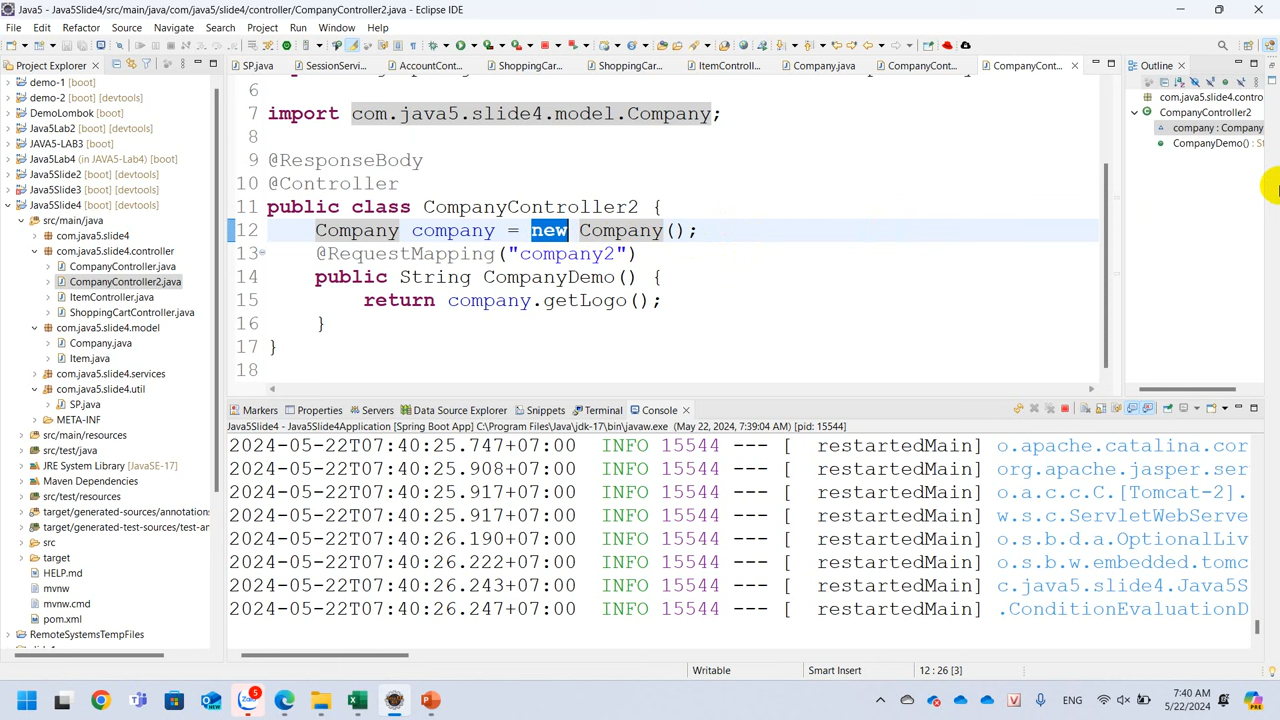 Java5 - Java5Slide4/src/main/java/com/java5/slide4/controller/CompanyController2.java - Eclipse IDE
File Edit Refactor Source Navigate Search Project Run Window Help
Project Explorer
demo-1 [boot]
demo-2 [boot] [devtools]
DemoLombok [boot]
Java5Lab2 [boot] [devtools]
JAVA5-LAB3 [boot]
Java5Lab4 (in JAVA5-Lab4) [boot]
Java5Slide2 [boot] [devtools]
Java5Slide3 [boot] [devtools]
Java5Slide4 [boot] [devtools]
src/main/java
com.java5.slide4
com.java5.slide4.controller
CompanyController.java
CompanyController2.java
ItemController.java
ShoppingCartController.java
com.java5.slide4.model
Company.java
Item.java
com.java5.slide4.services
com.java5.slide4.util
SP.java
META-INF
src/main/resources
src/test/java
JRE System Library [JavaSE-17]
Maven Dependencies
src/test/resources
target/generated-sources/annotations
target/generated-test-sources/test-an
src
target
HELP.md
mvnw
mvnw.cmd
pom.xml
RemoteSystemsTempFiles
SP.java SessionServi... AccountCont... ShoppingCar... ShoppingCar... ItemControll... Company.java CompanyCont... CompanyCont...
6
7 import com.java5.slide4.model.Company;
8
9 @ResponseBody
10 @Controller
11 public class CompanyController2 {
12 Company company = new Company();
13 @RequestMapping("company2")
14 public String CompanyDemo() {
15 return company.getLogo();
16 }
17 }
18
Outline
com.java5.slide4.contro
CompanyController2
company : Company
CompanyDemo() : St
Markers Properties Servers Data Source Explorer Snippets Terminal Console
Java5Slide4 - Java5Slide4Application [Spring Boot App] C:\Program Files\Java\jdk-17\bin\javaw.exe (May 22, 2024, 7:39:04 AM) [pid: 15544]
2024-05-22T07:40:25.747+07:00 INFO 15544 --- [ restartedMain] o.apache.catalina.cor
2024-05-22T07:40:25.908+07:00 INFO 15544 --- [ restartedMain] org.apache.jasper.ser
2024-05-22T07:40:25.917+07:00 INFO 15544 --- [ restartedMain] o.a.c.c.C.[Tomcat-2].
2024-05-22T07:40:25.917+07:00 INFO 15544 --- [ restartedMain] w.s.c.ServletWebServe
2024-05-22T07:40:26.190+07:00 INFO 15544 --- [ restartedMain] o.s.b.d.a.OptionalLiv
2024-05-22T07:40:26.222+07:00 INFO 15544 --- [ restartedMain] o.s.b.w.embedded.tomc
2024-05-22T07:40:26.243+07:00 INFO 15544 --- [ restartedMain] c.java5.slide4.Java5S
2024-05-22T07:40:26.247+07:00 INFO 15544 --- [ restartedMain] .ConditionEvaluationD
Writable Smart Insert 12 : 26 [3]
ENG 7:40 AM
5/22/2024